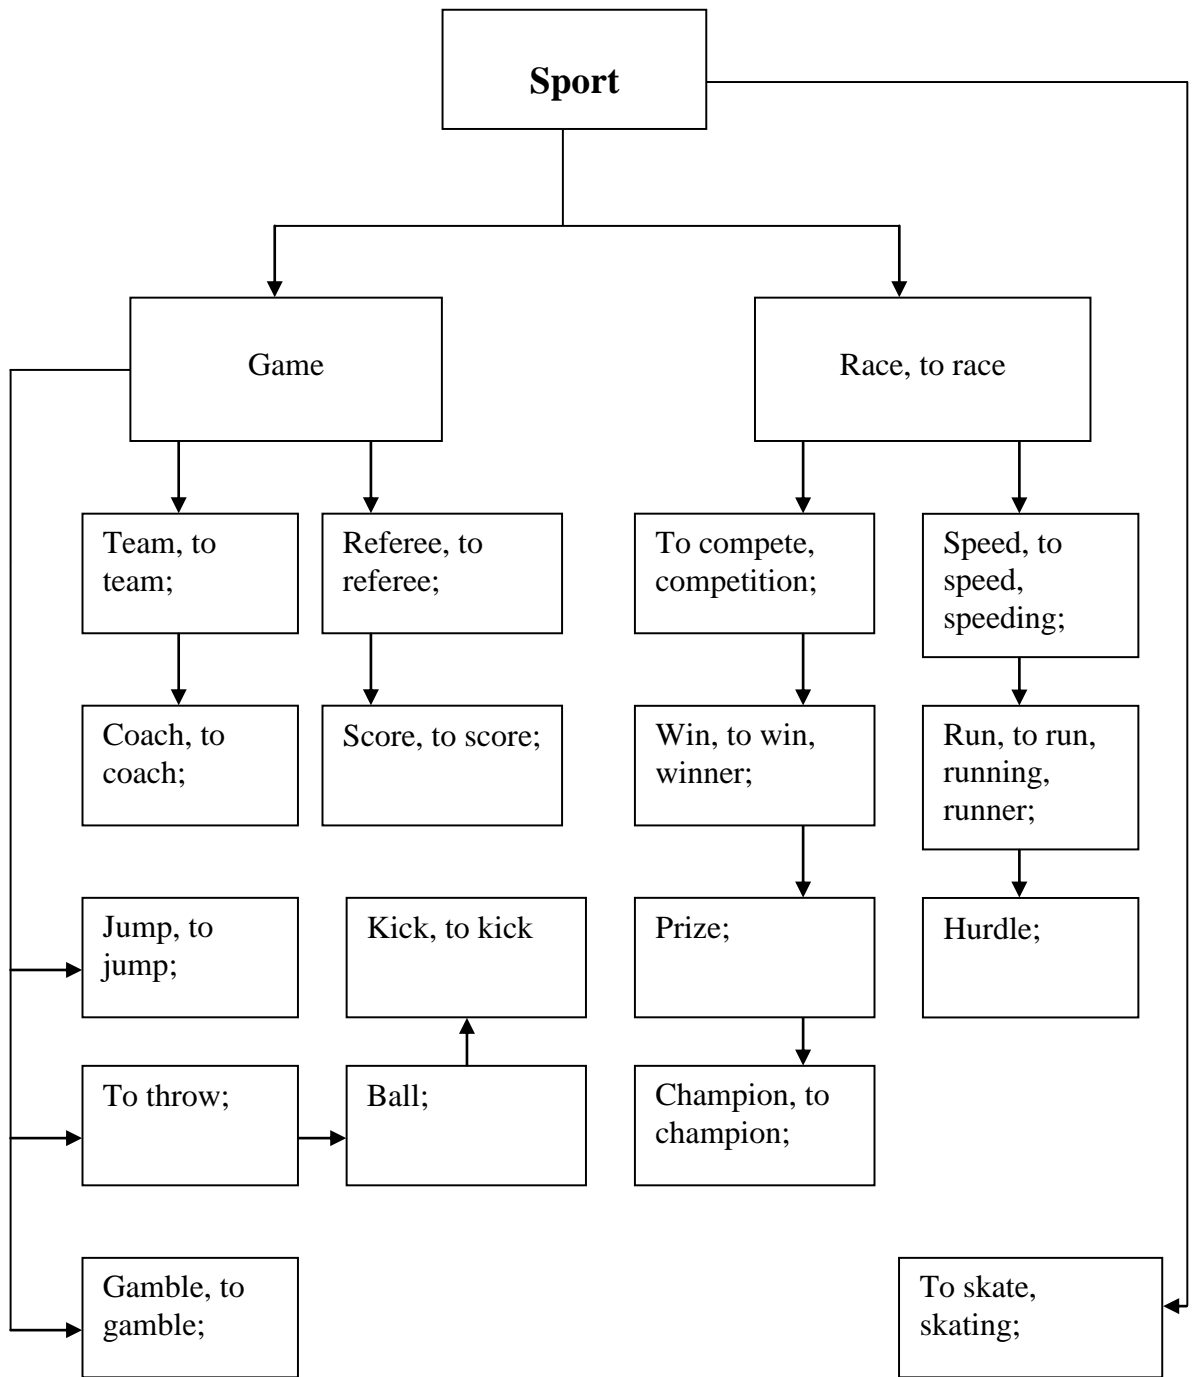 Sport
Game
Race, to race
Team, to
team;
Referee, to
referee;
To compete,
competition;
Speed, to
speed,
speeding;
Coach, to
coach;
Score, to score;
Win, to win,
winner;
Run, to run,
running,
runner;
Jump, to
jump;
Kick, to kick
Prize;
Hurdle;
To throw;
Ball;
Champion, to
champion;
Gamble, to
gamble;
To skate,
skating;